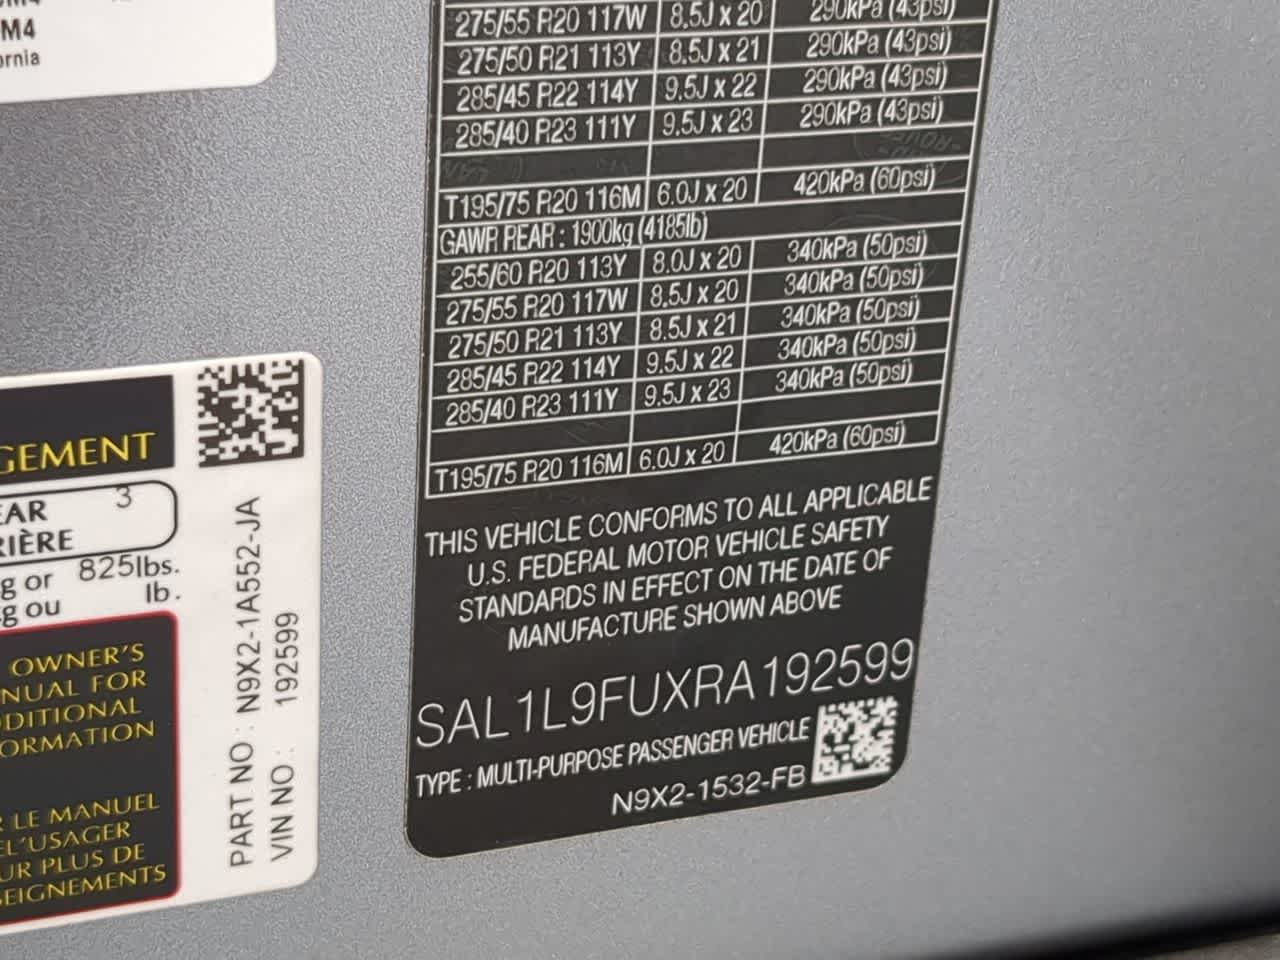 M4
ornia
275/55 R20 117W 8.5J x 20 290kPa (43psi)
275/50 R21 113Y 8.5J x 21 290kPa (43psi)
285/45 R22 114Y 9.5J x 22 290kPa (43psi)
285/40 R23 111Y 9.5J x 23 290kPa (43psi)
T195/75 R20 116M 6.0J x 20 420kPa (60psi)
GAWR REAR : 1900kg (4185lb)
255/60 R20 113Y 8.0J x 20 340kPa (50psi)
275/55 R20 117W 8.5J x 20 340kPa (50psi)
275/50 R21 113Y 8.5J x 21 340kPa (50psi)
285/45 R22 114Y 9.5J x 22 340kPa (50psi)
285/40 R23 111Y 9.5J x 23 340kPa (50psi)
T195/75 R20 116M 6.0J x 20 420kPa (60psi)
THIS VEHICLE CONFORMS TO ALL APPLICABLE
U.S. FEDERAL MOTOR VEHICLE SAFETY
STANDARDS IN EFFECT ON THE DATE OF
MANUFACTURE SHOWN ABOVE
SAL1L9FUXRA192599
TYPE : MULTI-PURPOSE PASSENGER VEHICLE
N9X2-1532-FB
GEMENT
EAR 3
RIÈRE
g or 825lbs.
g ou lb.
OWNER'S
NUAL FOR
DDITIONAL
ORMATION
R LE MANUEL
EL'USAGER
UR PLUS DE
SEIGNEMENTS
PART NO : N9X2-1A552-JA
VIN NO : 192599